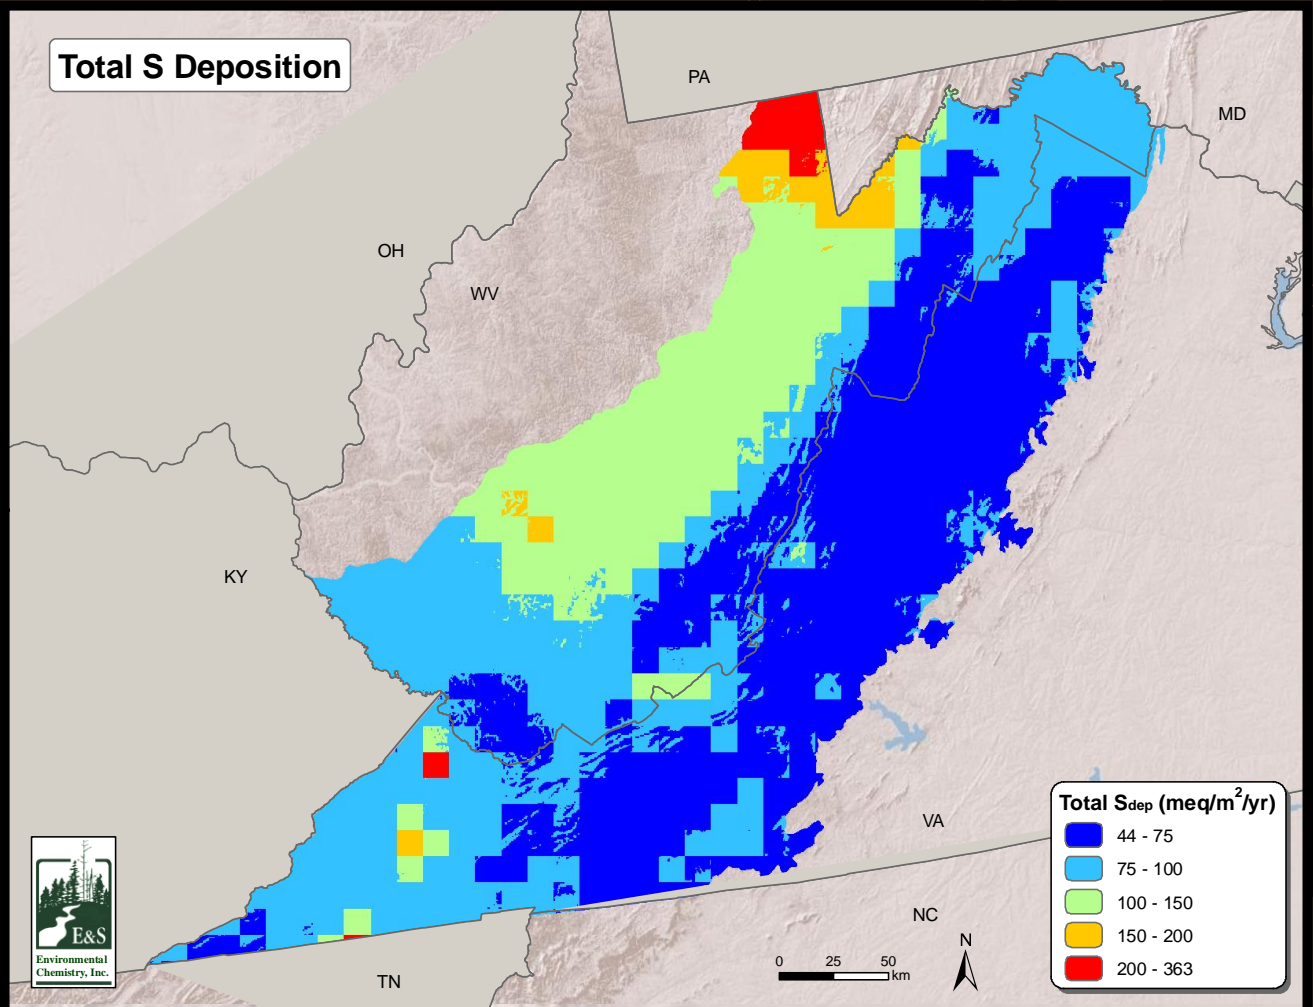 Total S Deposition
PA
MD
OH
WV
KY
VA
NC
TN
Total Sdep (meq/m²/yr)
44 - 75
75 - 100
100 - 150
150 - 200
200 - 363
N
0 25 50
km
E&S
Environmental
Chemistry, Inc.